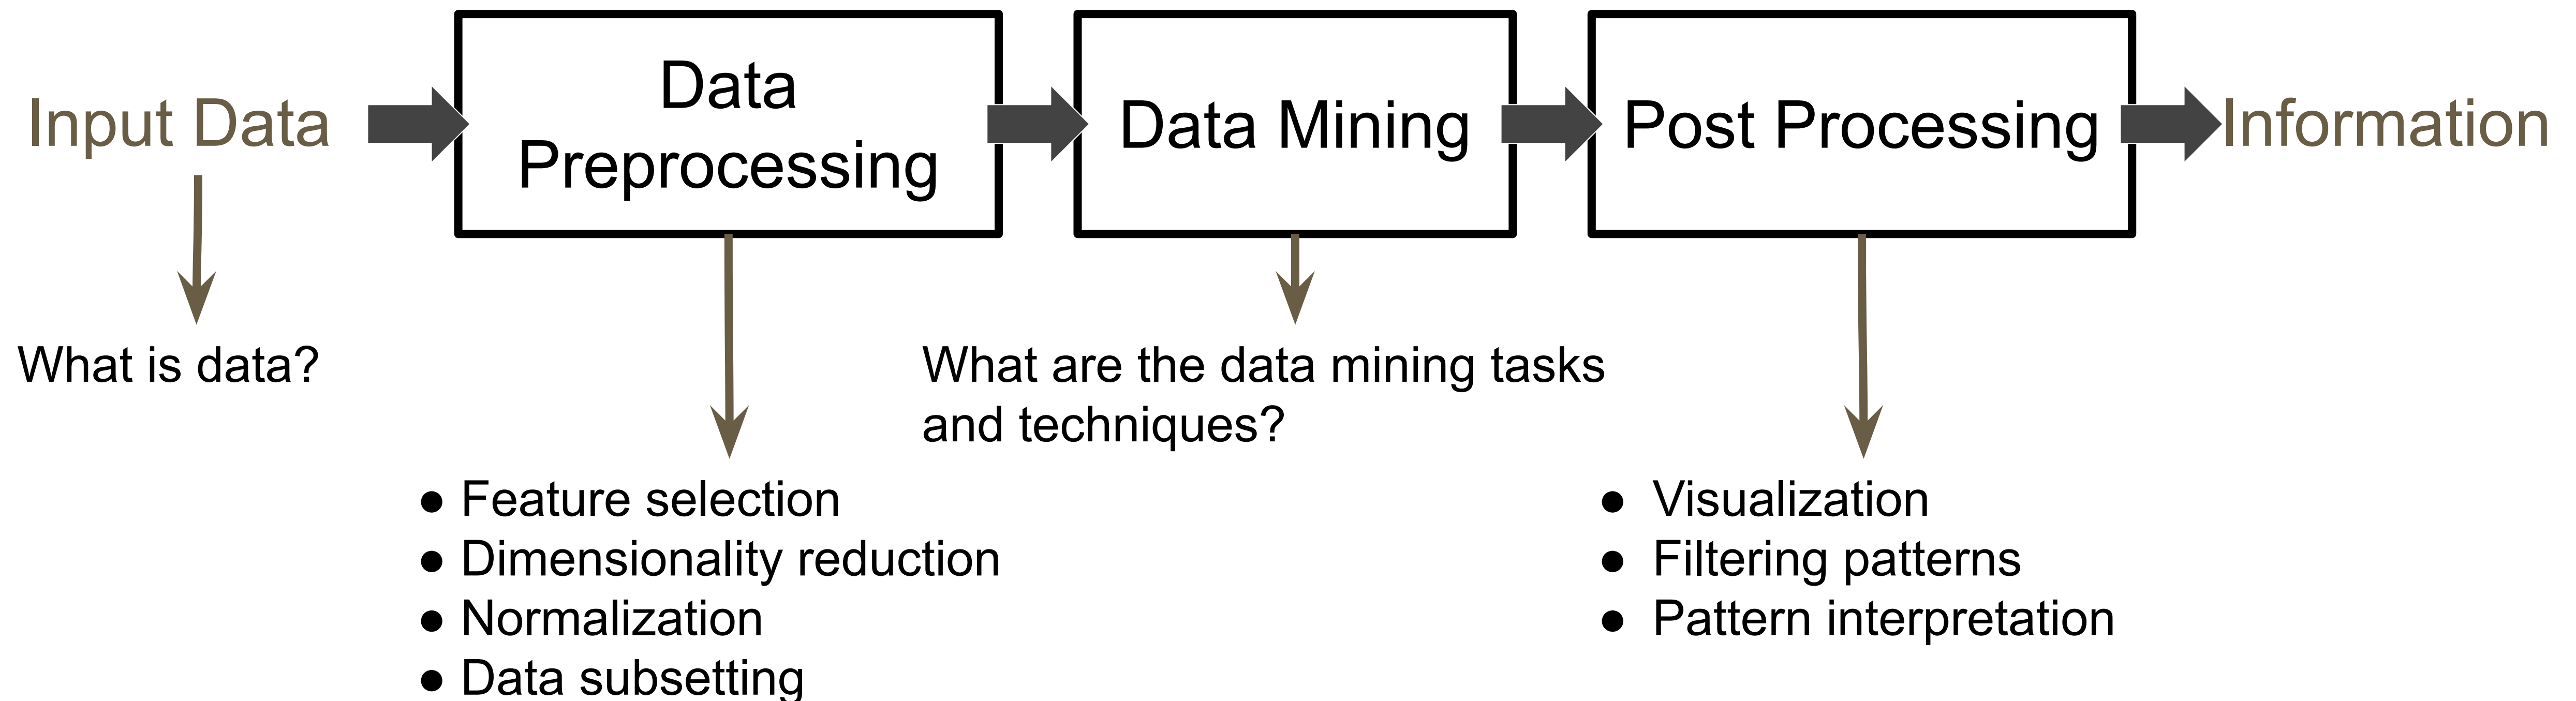 Input Data
Data
Preprocessing
Data Mining
Post Processing
Information
What is data?
What are the data mining tasks
and techniques?
● Feature selection
● Dimensionality reduction
● Normalization
● Data subsetting
● Visualization
● Filtering patterns
● Pattern interpretation